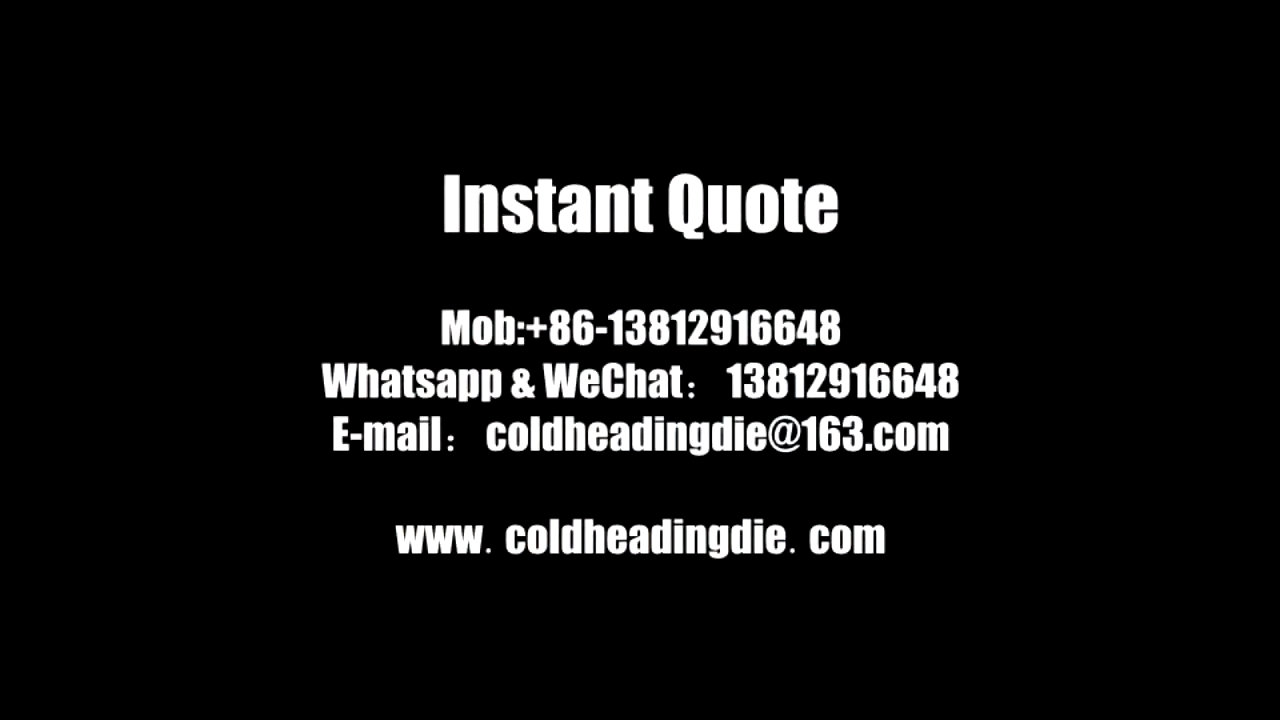 Instant Quote
Mob:+86-13812916648
Whatsapp & WeChat： 13812916648
E-mail： coldheadingdie@163.com
www. coldheadingdie. com